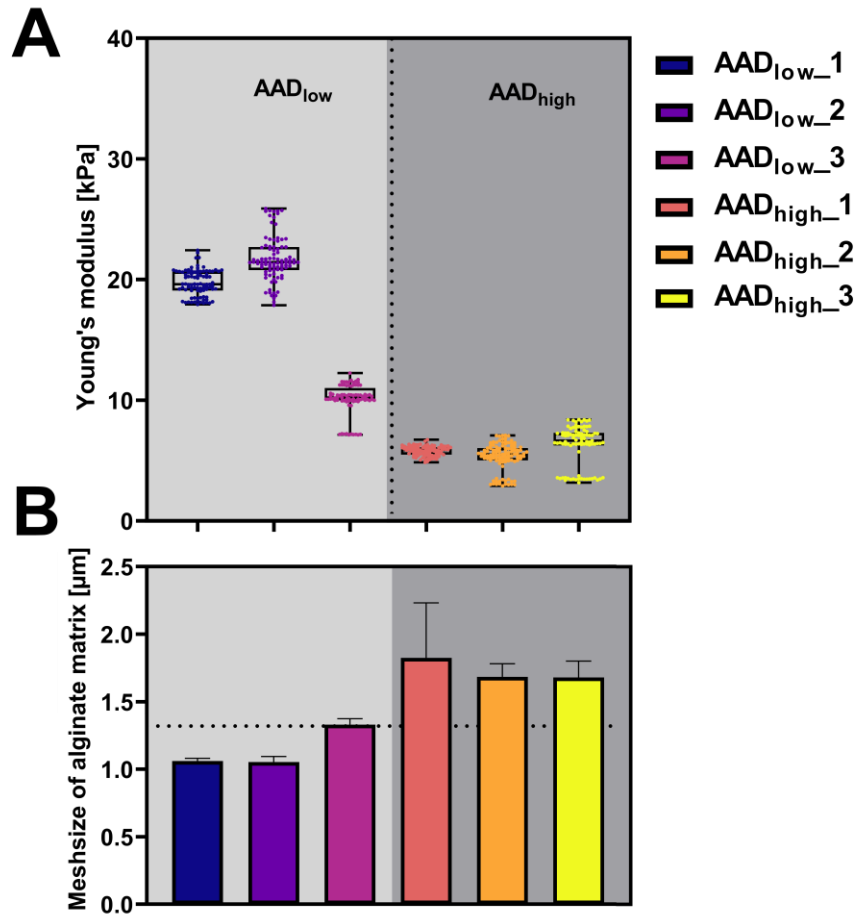 A
40
30
20
10
0
Young's modulus [kPa]
AADlow
AADhigh
AADlow_1
AADlow_2
AADlow_3
AADhigh_1
AADhigh_2
AADhigh_3
B
2.5
2.0
1.5
1.0
0.5
0.0
Meshsize of alginate matrix [µm]